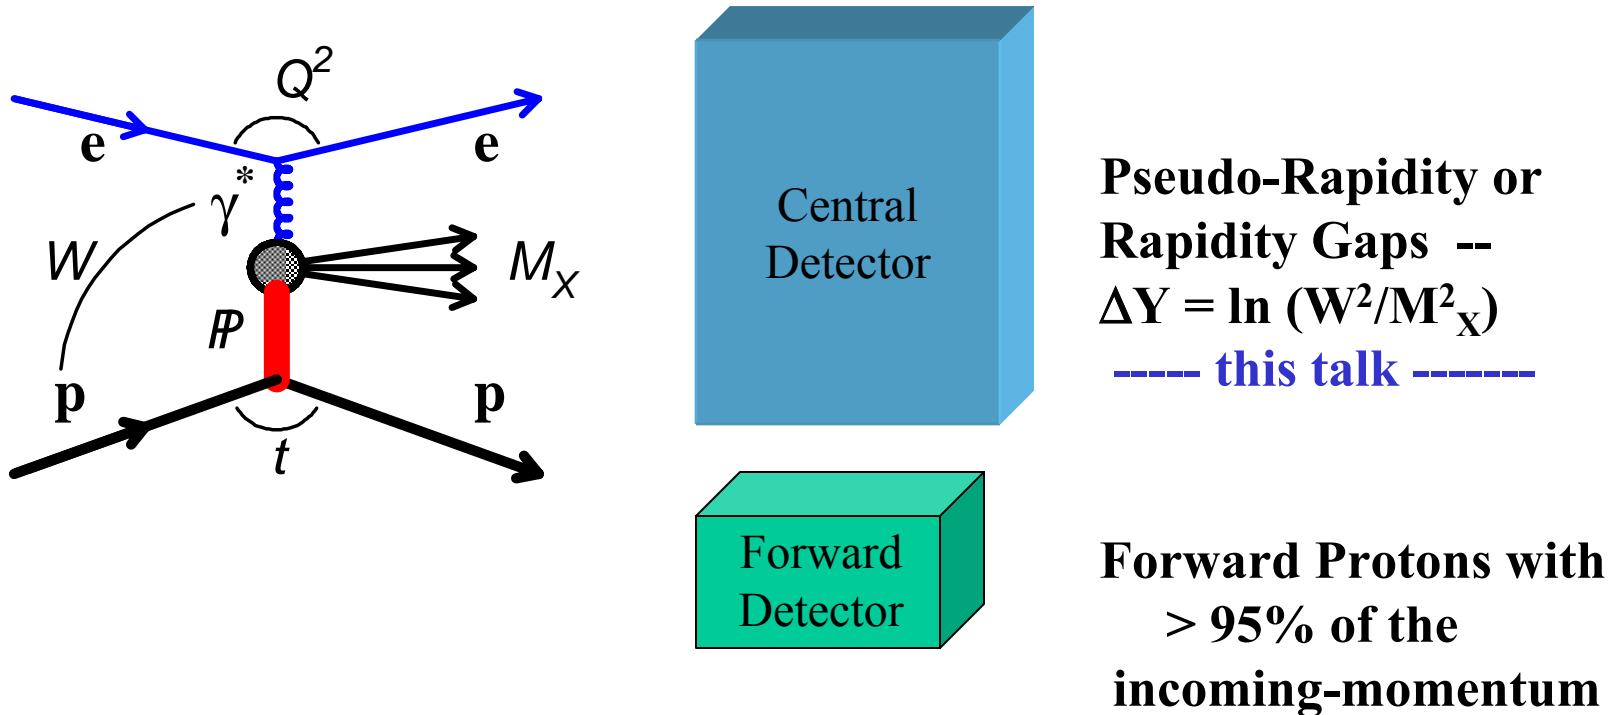 Q²
e
e
γ*
W
M_X
ℙ
p
p
t
Central
Detector
Pseudo-Rapidity or
Rapidity Gaps --
ΔY = ln (W²/M²_X)
----- this talk -------
Forward
Detector
Forward Protons with
> 95% of the
incoming-momentum